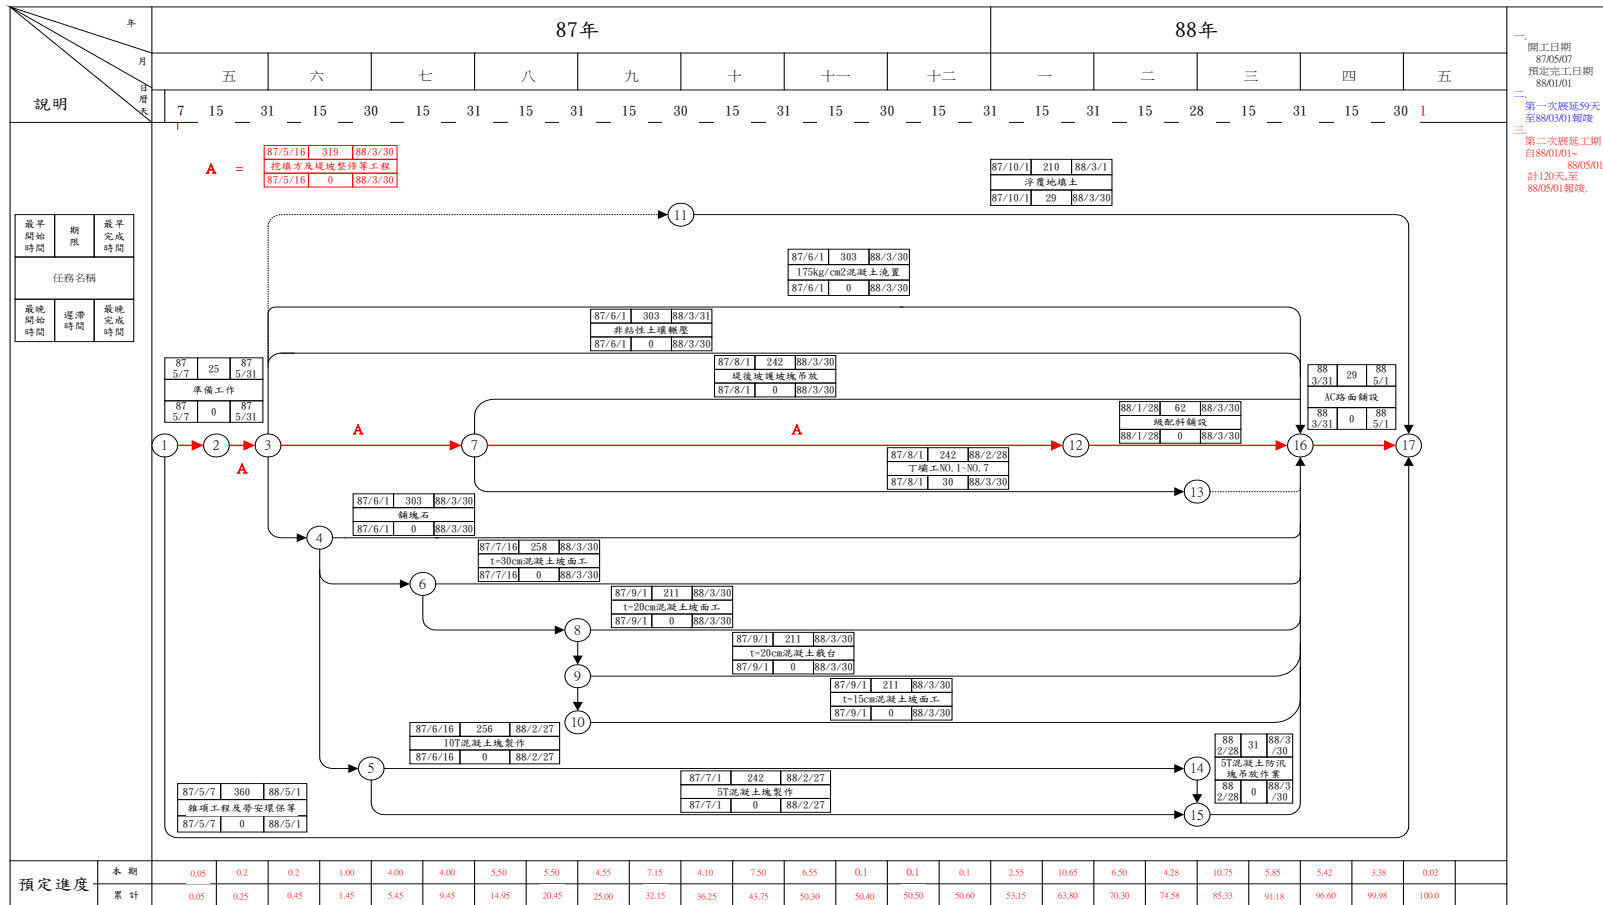 年
月
日曆天
說明
87年
88年
五 六 七 八 九 十 十一 十二 一 二 三 四 五
7 15 31 15 30 15 31 15 31 15 30 15 31 15 31 15 31 15 31 15 28 15 31 15 30 1
一.
開工日期
87/05/07
預定完工日期
88/01/01
二.
第一次展延59天
至88/03/01報竣
三.
第二次展延工期
自88/01/01~
88/05/01
計120天,至
88/05/01報竣.
A =
87/5/16 319 88/3/30
挖填方及堤坡整修等工程
87/5/16 0 88/3/30
87/10/1 210 88/3/1
浮覆地填土
87/10/1 29 88/3/30
最早開始時間 期限 最早完成時間
任務名稱
最晚開始時間 遲滯時間 最晚完成時間
11
87/6/1 303 88/3/30
175kg/cm2混凝土澆置
87/6/1 0 88/3/30
87/6/1 303 88/3/31
非粘性土壤輾壓
87/6/1 0 88/3/30
87 5/7 25 87 5/31
準備工作
87 5/7 0 87 5/31
87/8/1 242 88/3/30
堤後坡護坡塊吊放
87/8/1 0 88/3/30
88 3/31 29 88 5/1
AC路面舖設
88 3/31 0 88 5/1
88/1/28 62 88/3/30
級配料舖設
88/1/28 0 88/3/30
A A
1 2 3 7 12 16 17
A
87/8/1 242 88/2/28
丁壩工NO.1~NO.7
87/8/1 30 88/3/30
13
87/6/1 303 88/3/30
舖塊石
87/6/1 0 88/3/30
4
87/7/16 258 88/3/30
t=30cm混凝土坡面工
87/7/16 0 88/3/30
6
87/9/1 211 88/3/30
t=20cm混凝土坡面工
87/9/1 0 88/3/30
8
87/9/1 211 88/3/30
t=20cm混凝土戧台
87/9/1 0 88/3/30
9
87/9/1 211 88/3/30
t=15cm混凝土坡面工
87/9/1 0 88/3/30
10
87/6/16 256 88/2/27
10T混凝土塊製作
87/6/16 0 88/2/27
5 14
88 2/28 31 88/3/30
5T混凝土防汛塊吊放作業
88 2/28 0 88/3/30
87/7/1 242 88/2/27
5T混凝土塊製作
87/7/1 0 88/2/27
15
87/5/7 360 88/5/1
雜項工程及勞安環保等
87/5/7 0 88/5/1
預定進度
本期 0.05 0.2 0.2 1.00 4.00 4.00 5.50 5.50 4.55 7.15 4.10 7.50 6.55 0.1 0.1 0.1 2.55 10.65 6.50 4.28 10.75 5.85 5.42 3.38 0.02
累計 0.05 0.25 0.45 1.45 5.45 9.45 14.95 20.45 25.00 32.15 36.25 43.75 50.30 50.40 50.50 50.60 53.15 63.80 70.30 74.58 85.33 91.18 96.60 99.98 100.0